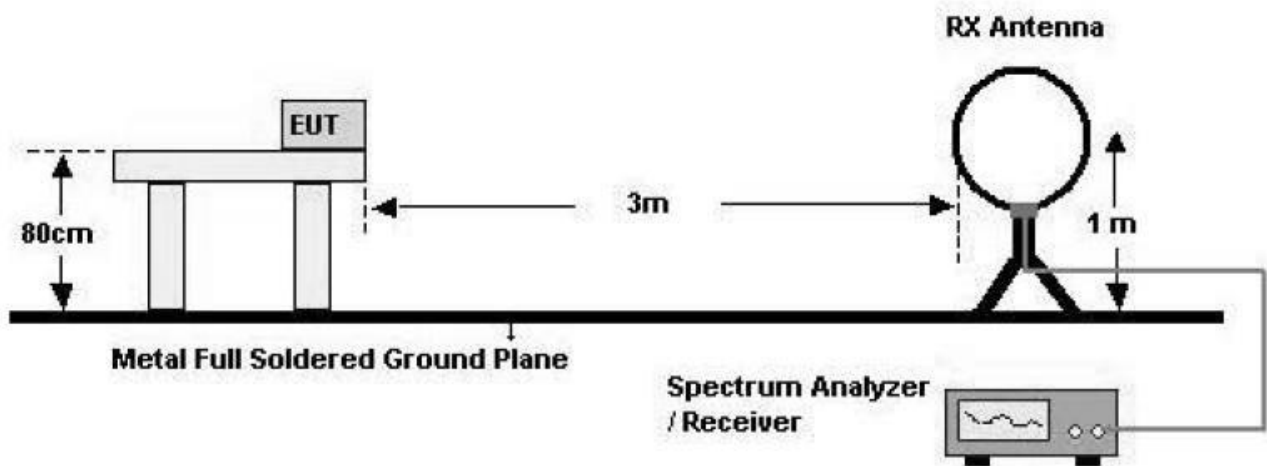 RX Antenna
EUT
3m
80cm
1 m
Metal Full Soldered Ground Plane
Spectrum Analyzer
/ Receiver